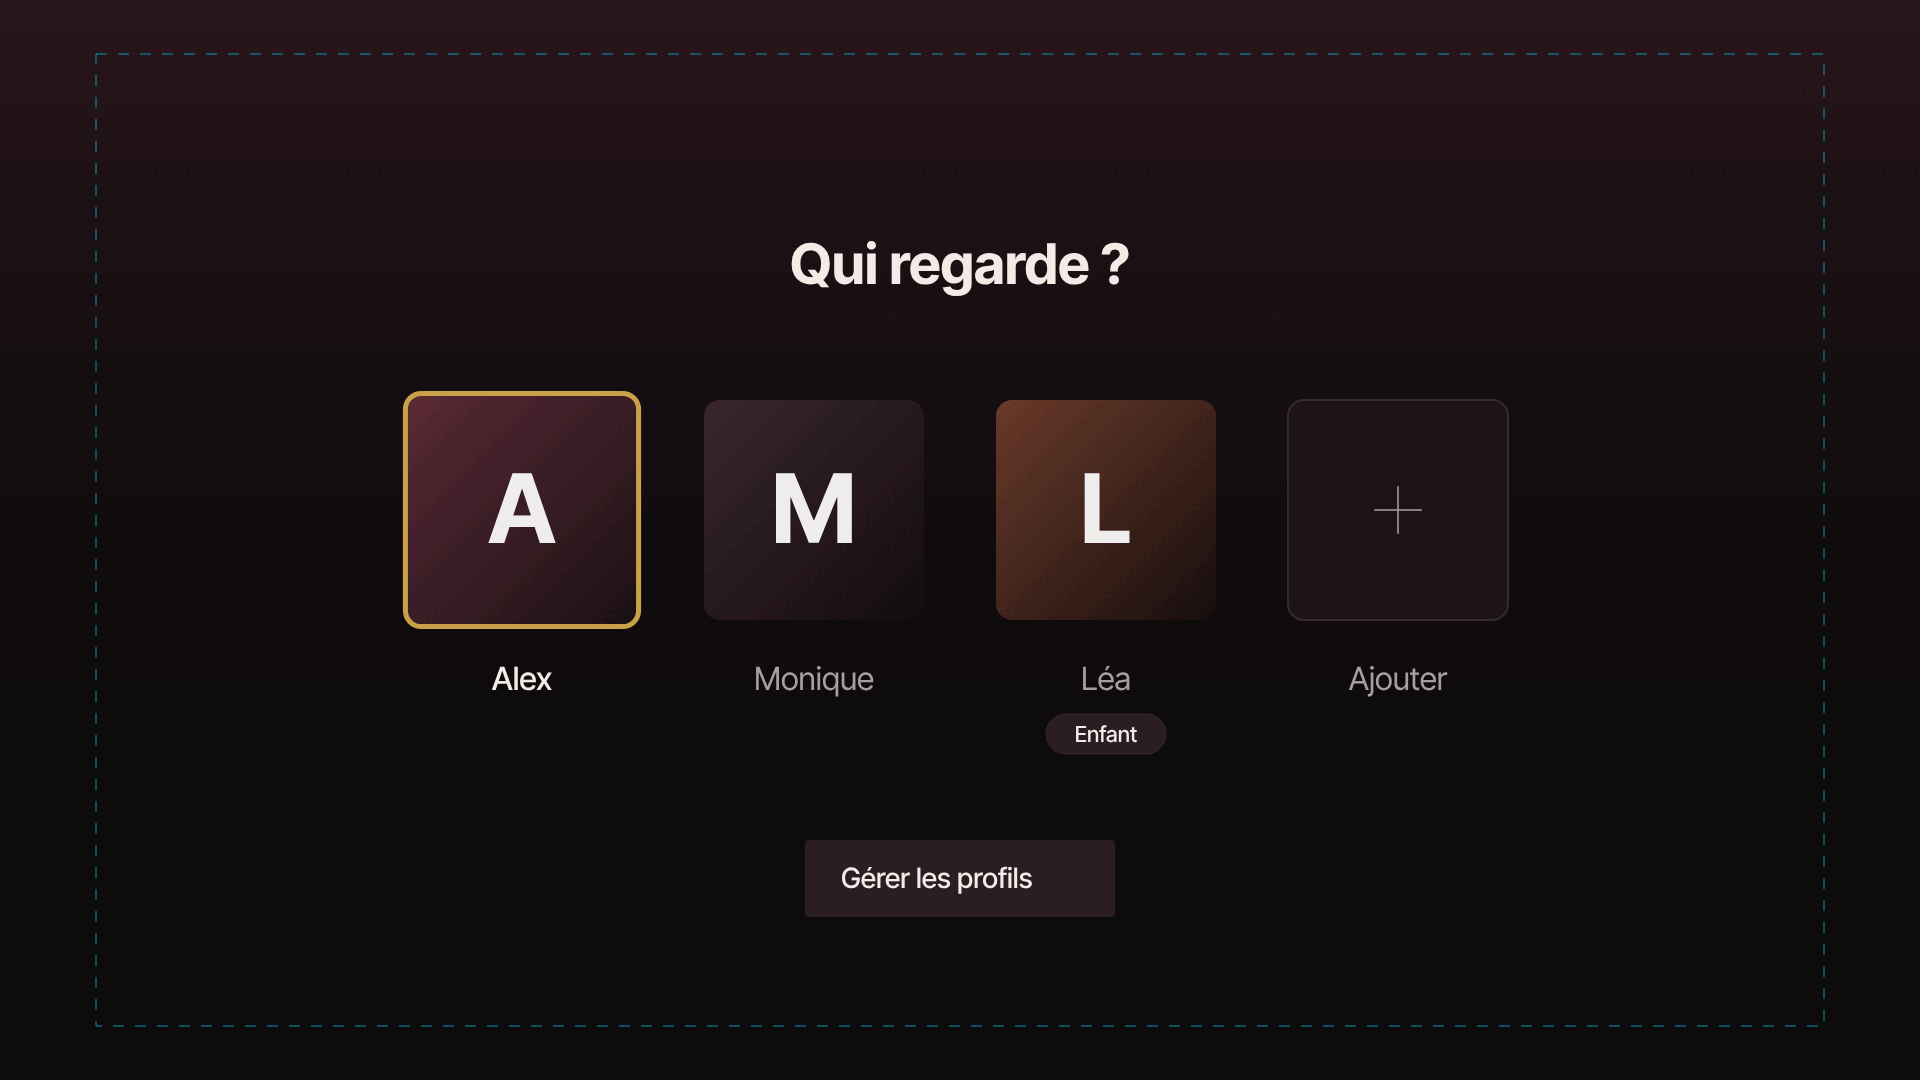 Qui regarde ?
A
M
L
Alex
Monique
Léa
Ajouter
Enfant
Gérer les profils